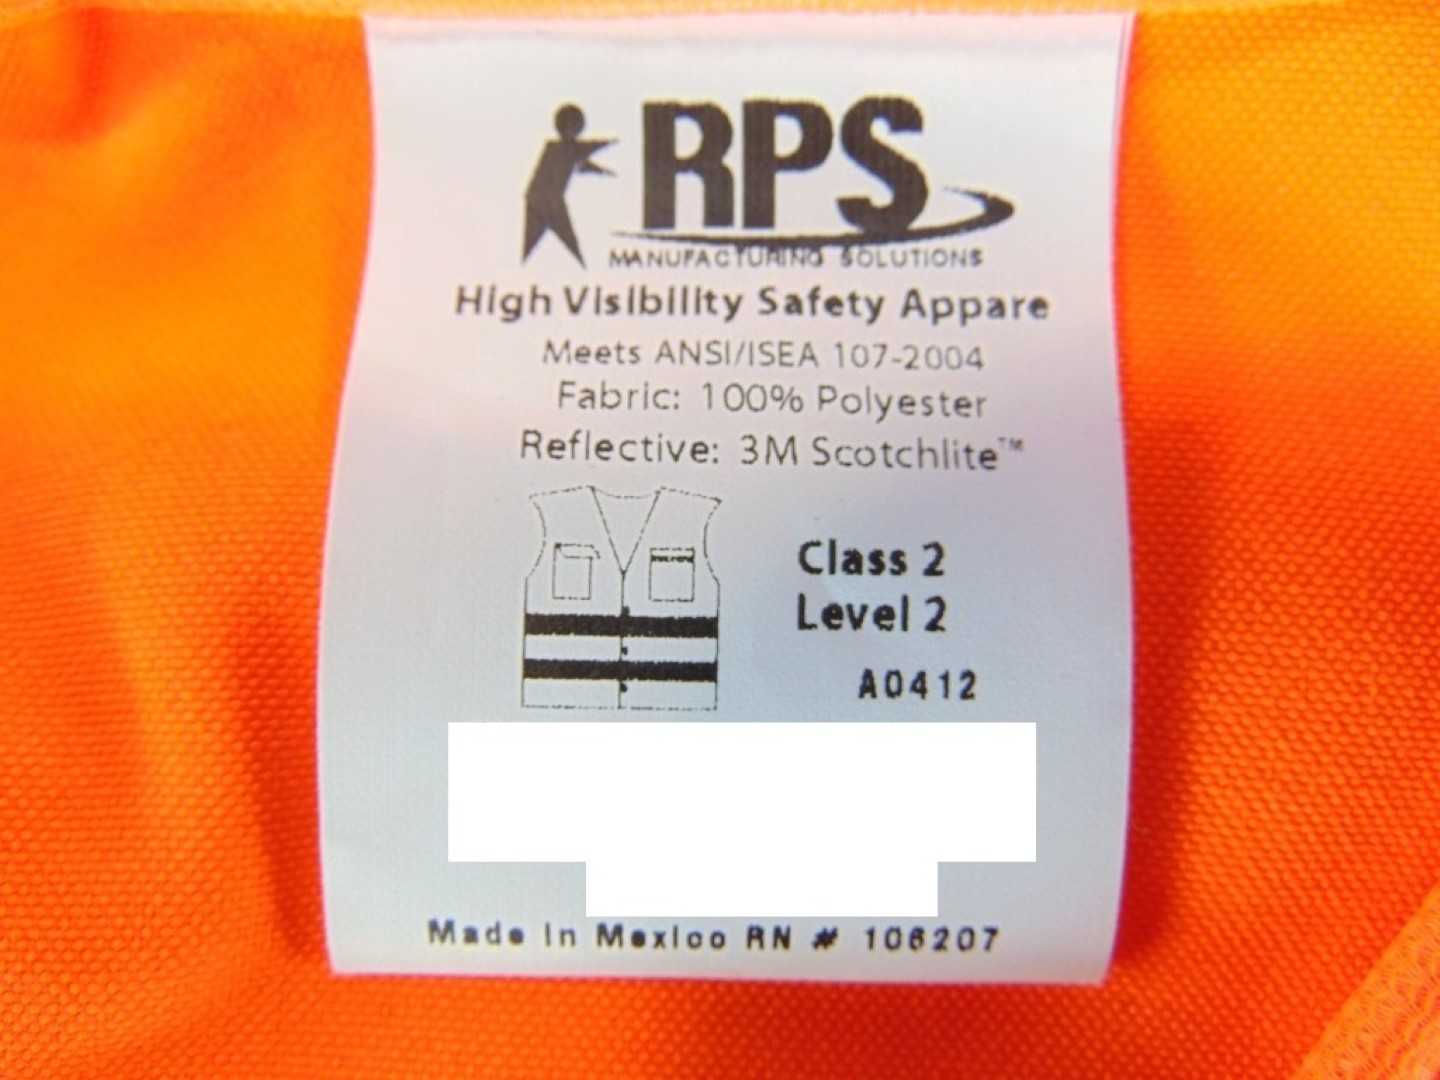 RPS
MANUFACTURING SOLUTIONS
High Visibility Safety Appare
Meets ANSI/ISEA 107-2004
Fabric: 100% Polyester
Reflective: 3M Scotchlite™
Class 2
Level 2
A0412
Made In Mexico RN # 106207